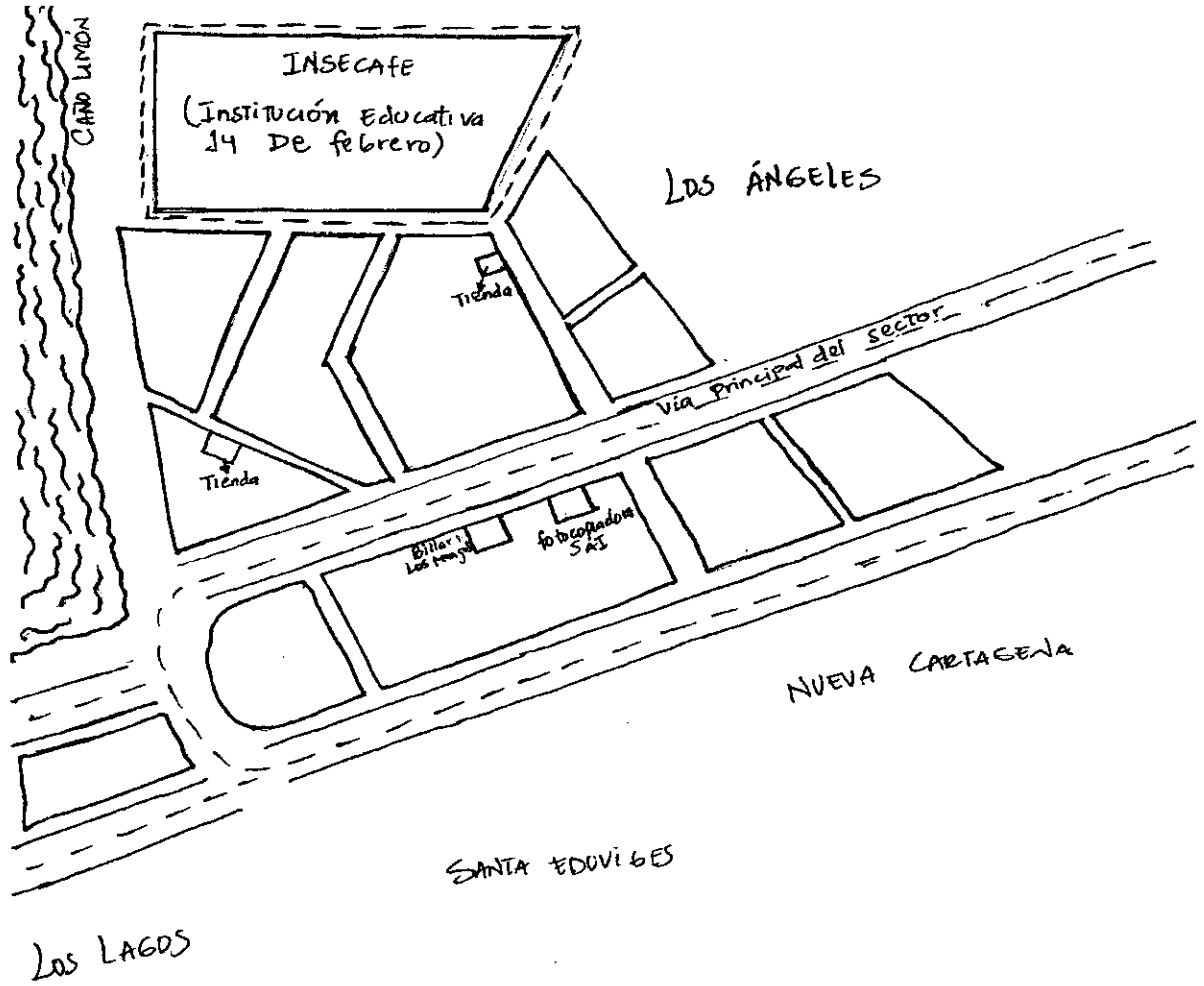 CAÑO LIMÓN
INSECAFE
(Institución Educativa
14 De febrero)
LOS ÁNGELES
Tienda
Vía principal del sector
Tienda
Billar
Los
fotocopiadora
SAI
NUEVA CARTAGENA
SANTA EDUVIGES
LOS LAGOS